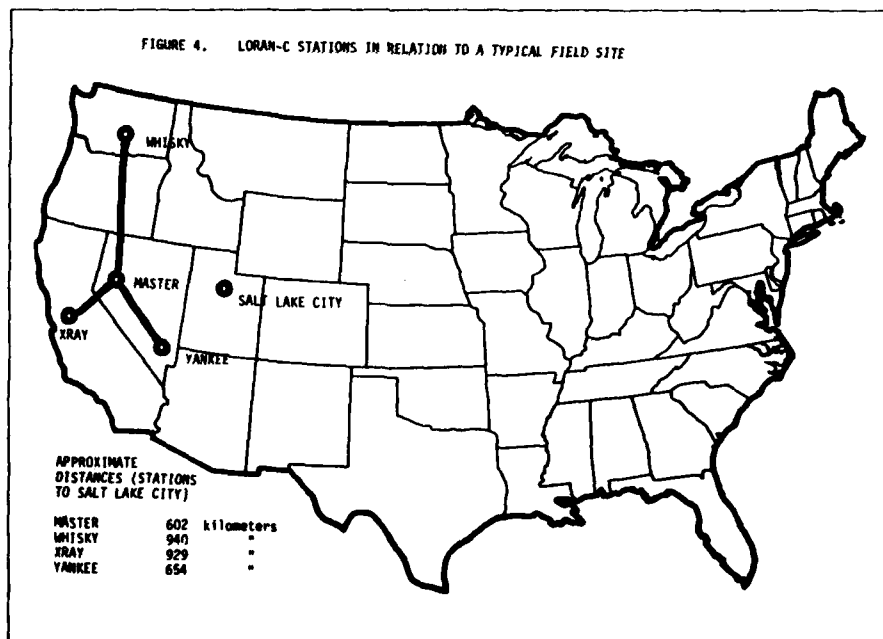 FIGURE 4. LORAN-C STATIONS IN RELATION TO A TYPICAL FIELD SITE
WHISKY
MASTER
SALT LAKE CITY
XRAY
YANKEE
APPROXIMATE
DISTANCES (STATIONS
TO SALT LAKE CITY)
MASTER 602 kilometers
WHISKY 940 "
XRAY 929 "
YANKEE 654 "